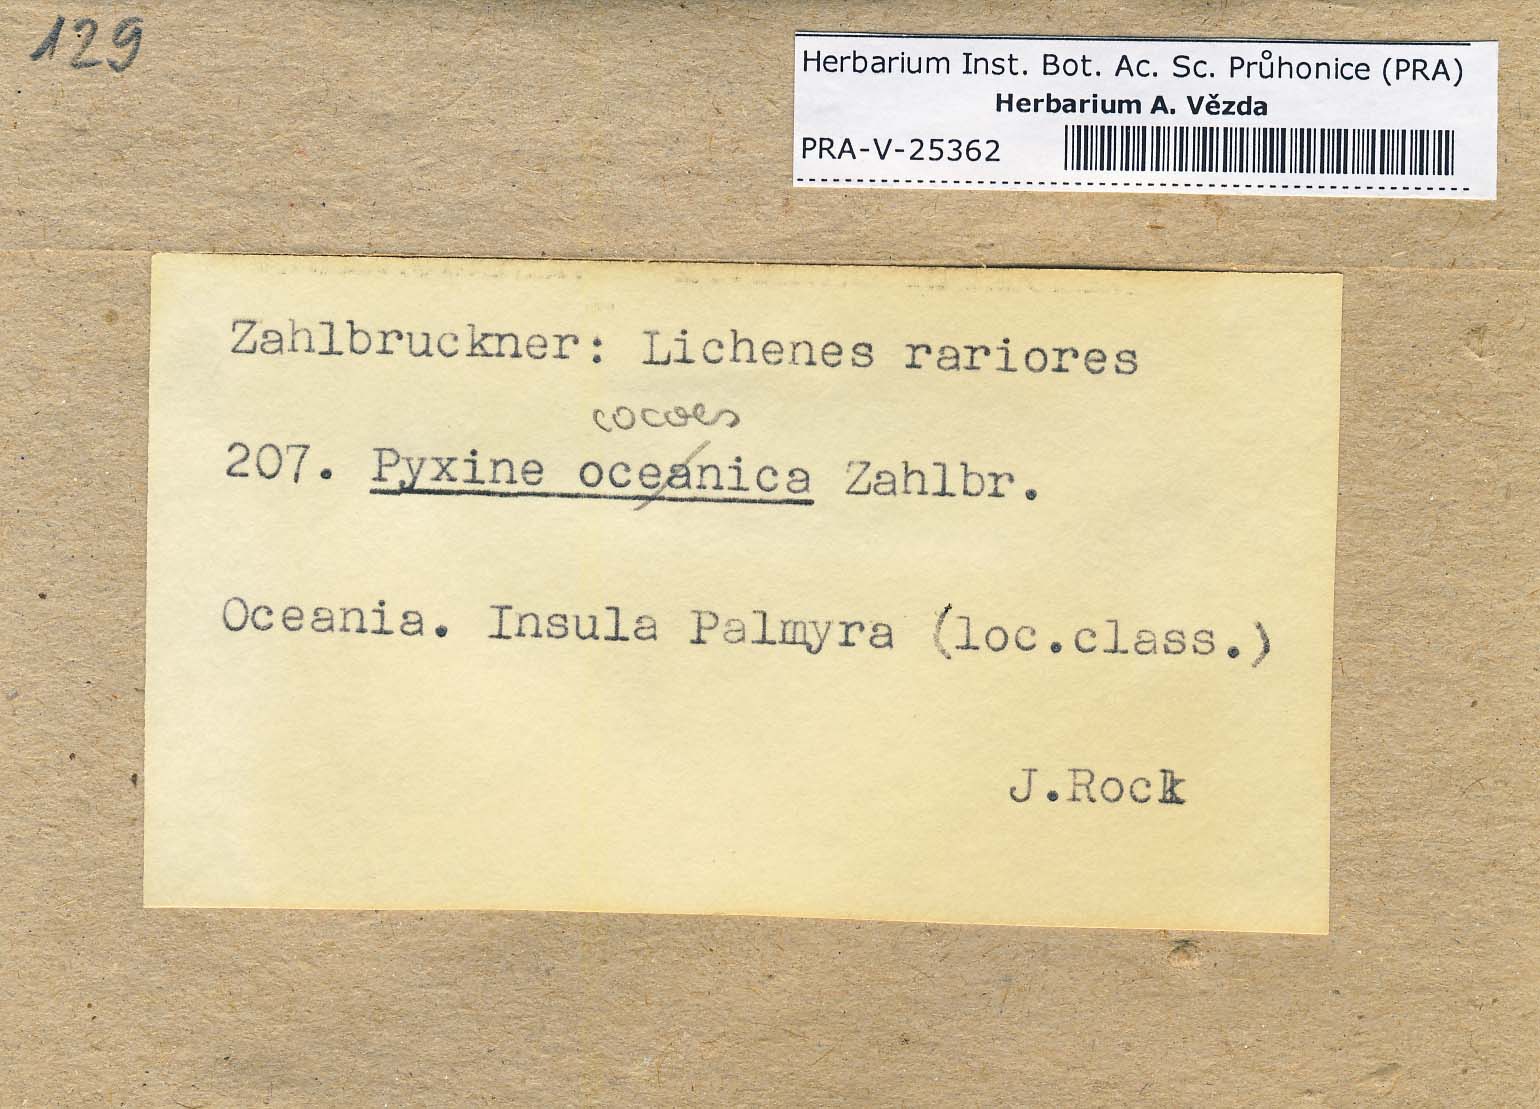 129
Herbarium Inst. Bot. Ac. Sc. Průhonice (PRA)
Herbarium A. Vězda
PRA-V-25362
Zahlbruckner: Lichenes rariores
cocoes
207. Pyxine oceanica Zahlbr.
Oceania. Insula Palmyra (loc.class.)
J.Rock